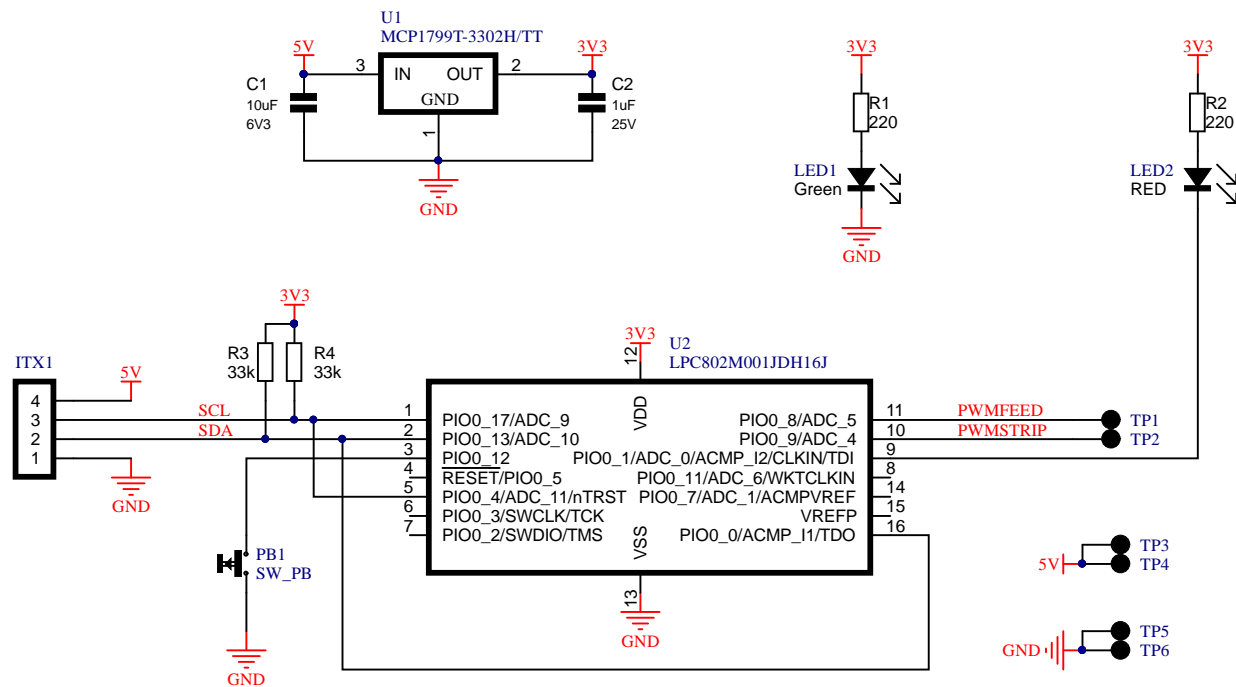 U1
MCP1799T-3302H/TT
5V
3V3
3
IN
OUT
2
GND
1
C1
10uF
6V3
C2
1uF
25V
GND
3V3
R1
220
LED1
Green
GND
3V3
R2
220
LED2
RED
ITX1
4
3
2
1
5V
GND
SCL
SDA
3V3
R3
33k
R4
33k
PB1
SW_PB
GND
3V3
12
U2
LPC802M001JDH16J
VDD
1
PIO0_17/ADC_9
2
PIO0_13/ADC_10
3
PIO0_12
4
RESET/PIO0_5
5
PIO0_4/ADC_11/nTRST
6
PIO0_3/SWCLK/TCK
7
PIO0_2/SWDIO/TMS
PIO0_8/ADC_5
11
PIO0_9/ADC_4
10
PIO0_1/ADC_0/ACMP_I2/CLKIN/TDI
9
PIO0_11/ADC_6/WKTCLKIN
8
PIO0_7/ADC_1/ACMPVREF
14
VREFP
15
PIO0_0/ACMP_I1/TDO
16
VSS
13
GND
PWMFEED
TP1
PWMSTRIP
TP2
5V
TP3
TP4
GND
TP5
TP6